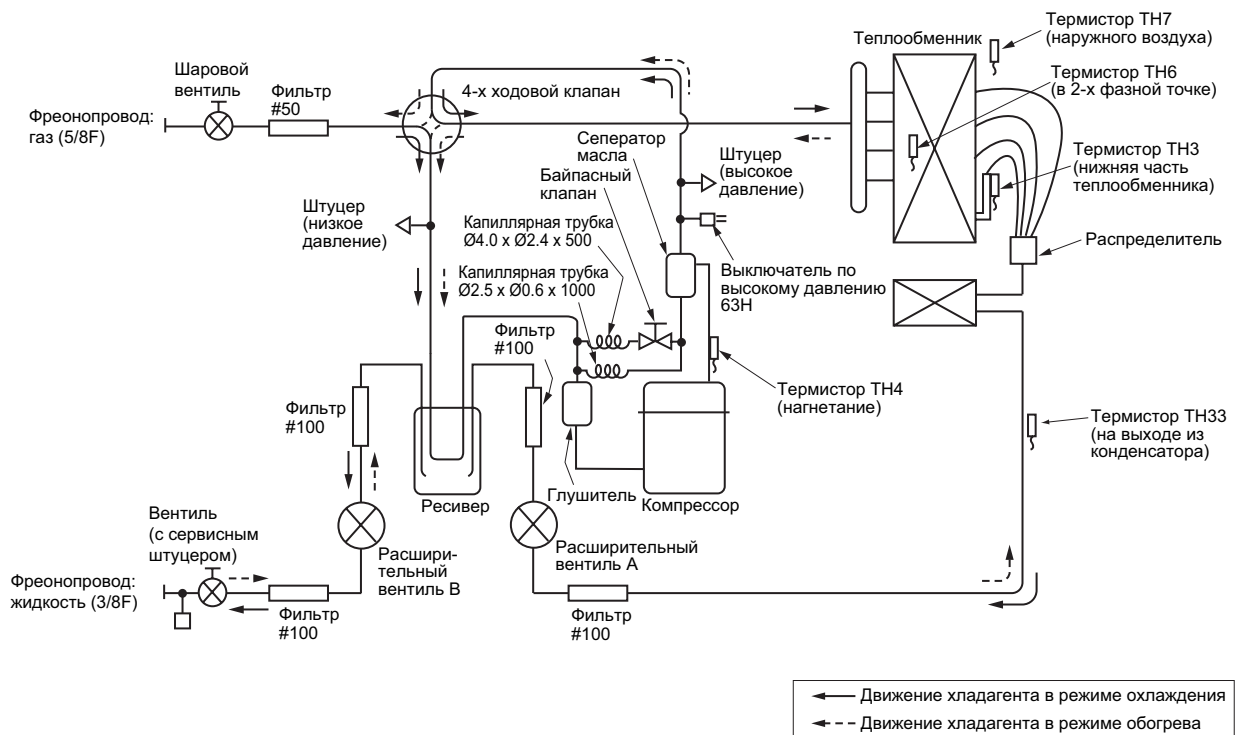 Термистор TH7
(наружного воздуха)
Теплообменник
Термистор TH6
(в 2-х фазной точке)
Шаровой
вентиль
Фильтр
#50
4-х ходовой клапан
Фреонопровод:
газ (5/8F)
Сеператор
масла
Байпасный
клапан
Штуцер
(высокое
давление)
Термистор TH3
(нижняя часть
теплообменника)
Штуцер
(низкое
давление)
Капиллярная трубка
Ø4.0 x Ø2.4 x 500
Капиллярная трубка
Ø2.5 x Ø0.6 x 1000
Распределитель
Выключатель по
высокому давлению
63H
Фильтр
#100
Термистор TH4
(нагнетание)
Фильтр
#100
Термистор TH33
(на выходе из
конденсатора)
Ресивер
Глушитель
Компрессор
Вентиль
(с сервисным
штуцером)
Расшири-
тельный
вентиль B
Расширительный
вентиль A
Фреонопровод:
жидкость (3/8F)
Фильтр
#100
Фильтр
#100
Движение хладагента в режиме охлаждения
Движение хладагента в режиме обогрева